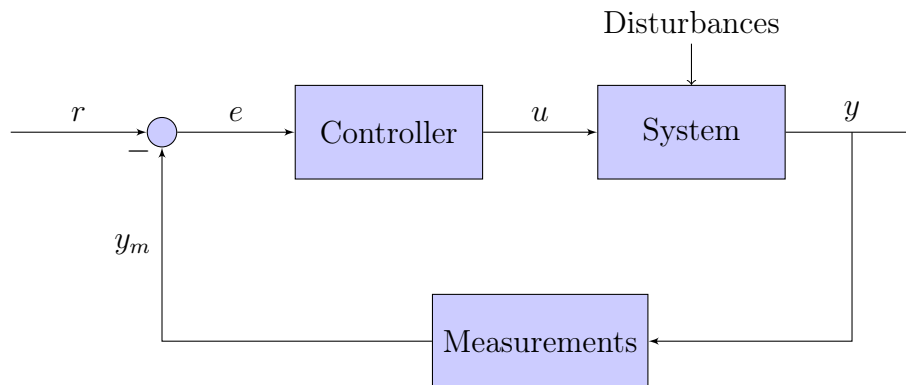 Disturbances
r
e
Controller
u
System
y
−
y_m
Measurements